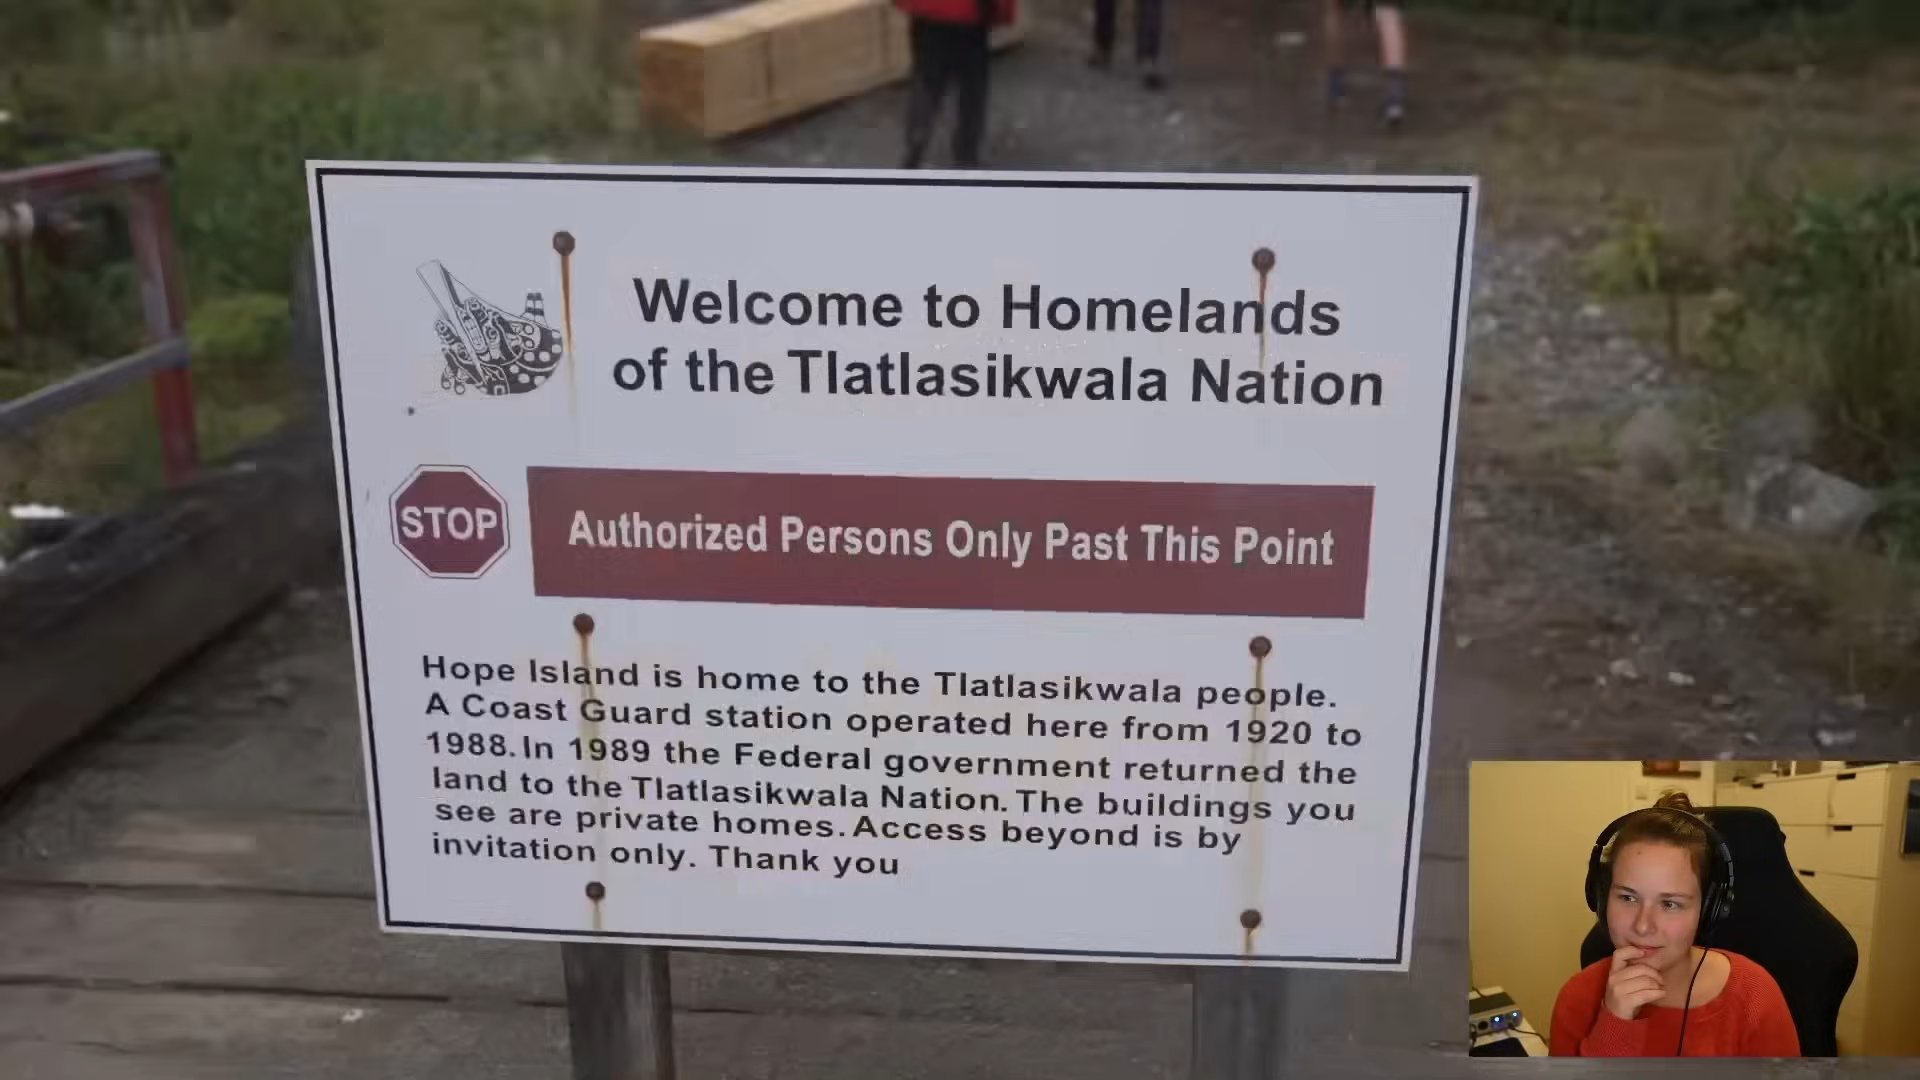 Welcome to Homelands
of the Tlatlasikwala Nation
STOP
Authorized Persons Only Past This Point
Hope Island is home to the Tlatlasikwala people.
A Coast Guard station operated here from 1920 to
1988. In 1989 the Federal government returned the
land to the Tlatlasikwala Nation. The buildings you
see are private homes. Access beyond is by
invitation only. Thank you